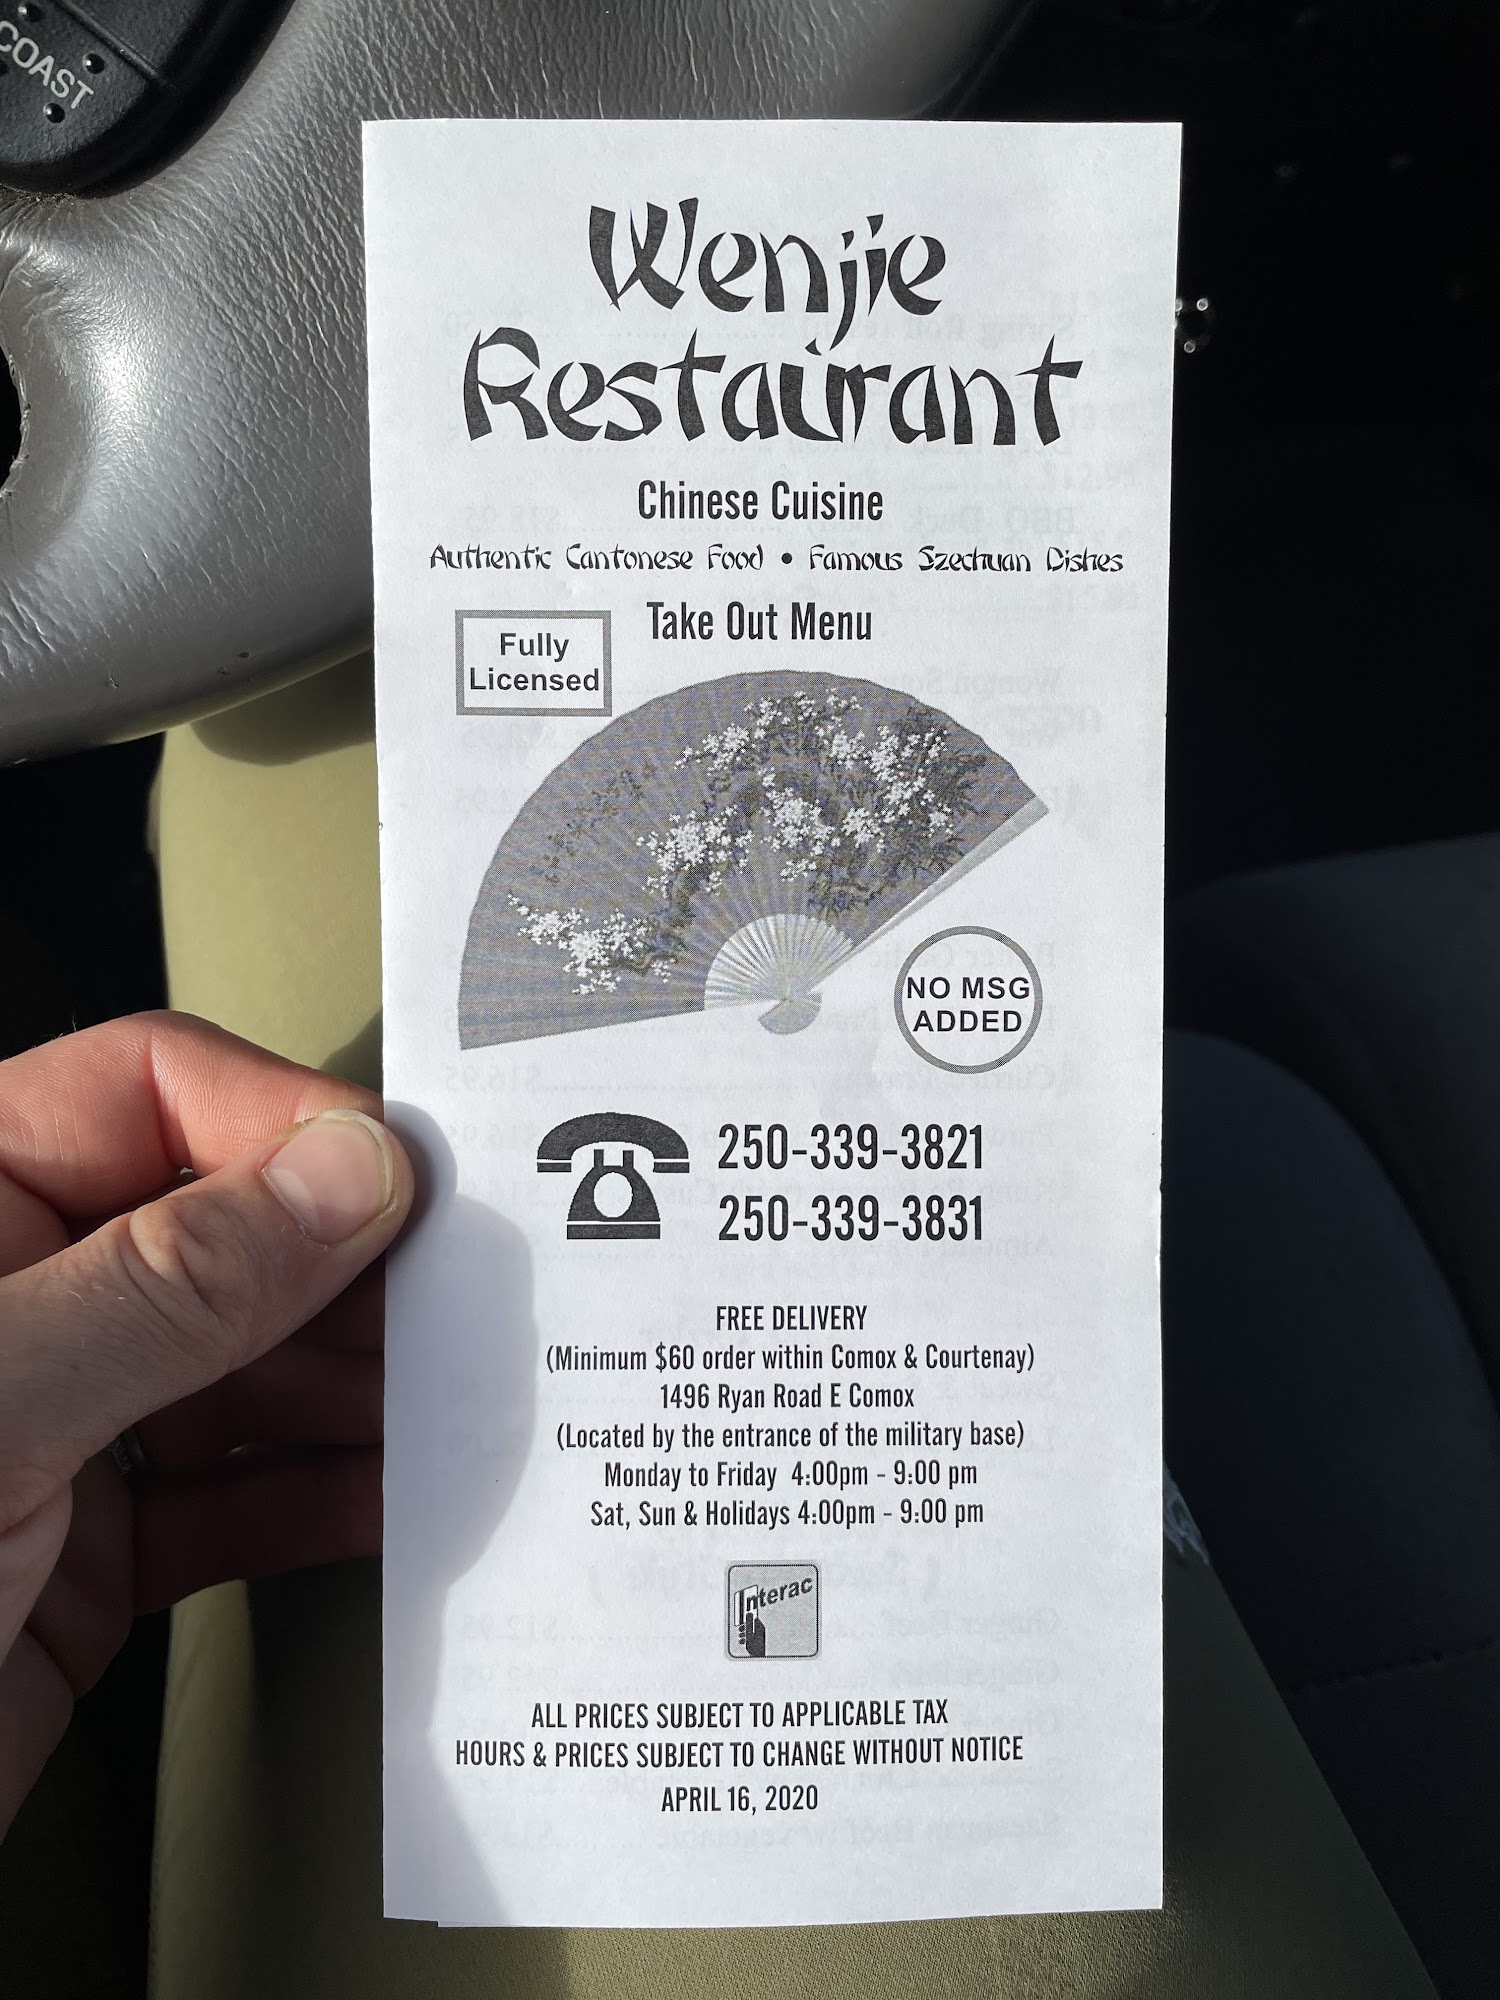 COAST
Wenjie
Restaurant
Chinese Cuisine
Authentic Cantonese Food • Famous Szechuan Dishes
Take Out Menu
Fully
Licensed
NO MSG
ADDED
250-339-3821
250-339-3831
FREE DELIVERY
(Minimum $60 order within Comox & Courtenay)
1496 Ryan Road E Comox
(Located by the entrance of the military base)
Monday to Friday 4:00pm - 9:00 pm
Sat, Sun & Holidays 4:00pm - 9:00 pm
Interac
ALL PRICES SUBJECT TO APPLICABLE TAX
HOURS & PRICES SUBJECT TO CHANGE WITHOUT NOTICE
APRIL 16, 2020